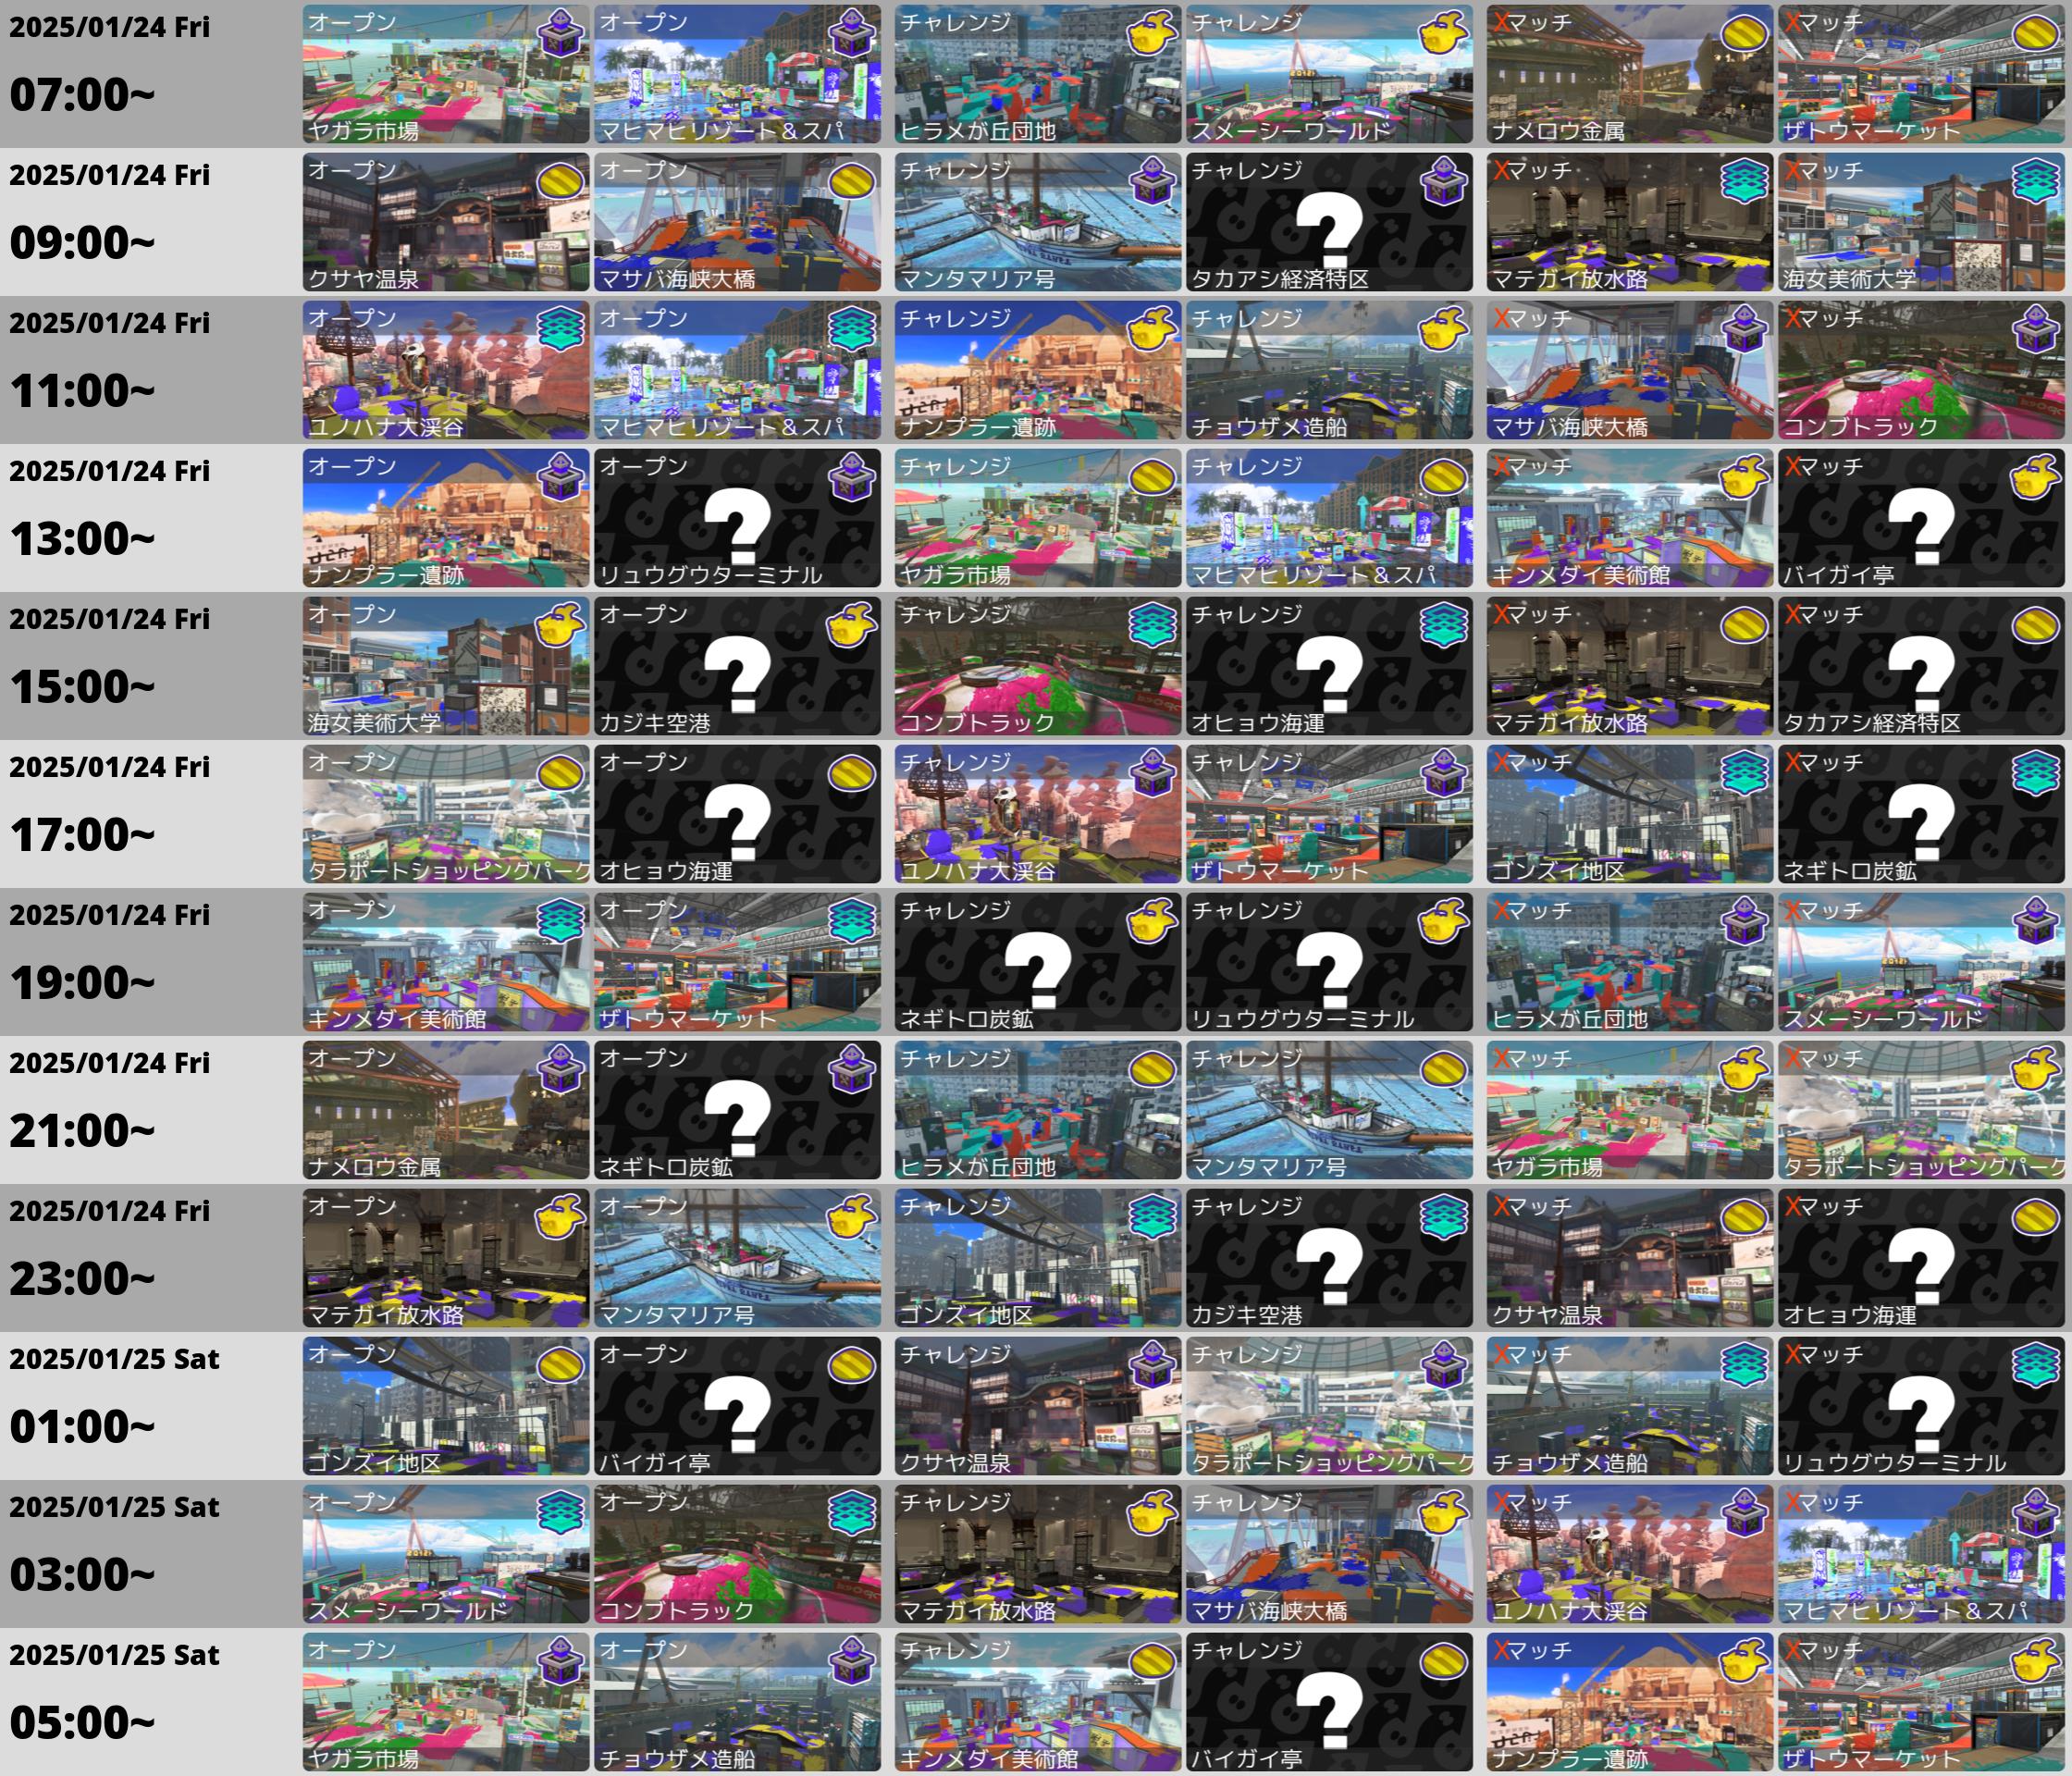 2025/01/24 Fri
07:00~
オープン オープン チャレンジ チャレンジ Xマッチ Xマッチ
ヤガラ市場 マヒマヒリゾート＆スパ ヒラメが丘団地 スメーシーワールド ナメロウ金属 ザトウマーケット
2025/01/24 Fri
09:00~
オープン オープン チャレンジ チャレンジ Xマッチ Xマッチ
クサヤ温泉 マサバ海峡大橋 マンタマリア号 タカアシ経済特区 マテガイ放水路 海女美術大学
2025/01/24 Fri
11:00~
オープン オープン チャレンジ チャレンジ Xマッチ Xマッチ
ユノハナ大渓谷 マヒマヒリゾート＆スパ ナンプラー遺跡 チョウザメ造船 マサバ海峡大橋 コンブトラック
2025/01/24 Fri
13:00~
オープン オープン チャレンジ チャレンジ Xマッチ Xマッチ
ナンプラー遺跡 リュウグウターミナル ヤガラ市場 マヒマヒリゾート＆スパ キンメダイ美術館 バイガイ亭
2025/01/24 Fri
15:00~
オープン オープン チャレンジ チャレンジ Xマッチ Xマッチ
海女美術大学 カジキ空港 コンブトラック オヒョウ海運 マテガイ放水路 タカアシ経済特区
2025/01/24 Fri
17:00~
オープン オープン チャレンジ チャレンジ Xマッチ Xマッチ
タラポートショッピングパーク オヒョウ海運 ユノハナ大渓谷 ザトウマーケット ゴンズイ地区 ネギトロ炭鉱
2025/01/24 Fri
19:00~
オープン オープン チャレンジ チャレンジ Xマッチ Xマッチ
キンメダイ美術館 ザトウマーケット ネギトロ炭鉱 リュウグウターミナル ヒラメが丘団地 スメーシーワールド
2025/01/24 Fri
21:00~
オープン オープン チャレンジ チャレンジ Xマッチ Xマッチ
ナメロウ金属 ネギトロ炭鉱 ヒラメが丘団地 マンタマリア号 ヤガラ市場 タラポートショッピングパーク
2025/01/24 Fri
23:00~
オープン オープン チャレンジ チャレンジ Xマッチ Xマッチ
マテガイ放水路 マンタマリア号 ゴンズイ地区 カジキ空港 クサヤ温泉 オヒョウ海運
2025/01/25 Sat
01:00~
オープン オープン チャレンジ チャレンジ Xマッチ Xマッチ
ゴンズイ地区 バイガイ亭 クサヤ温泉 タラポートショッピングパーク チョウザメ造船 リュウグウターミナル
2025/01/25 Sat
03:00~
オープン オープン チャレンジ チャレンジ Xマッチ Xマッチ
スメーシーワールド コンブトラック マテガイ放水路 マサバ海峡大橋 ユノハナ大渓谷 マヒマヒリゾート＆スパ
2025/01/25 Sat
05:00~
オープン オープン チャレンジ チャレンジ Xマッチ Xマッチ
ヤガラ市場 チョウザメ造船 キンメダイ美術館 バイガイ亭 ナンプラー遺跡 ザトウマーケット